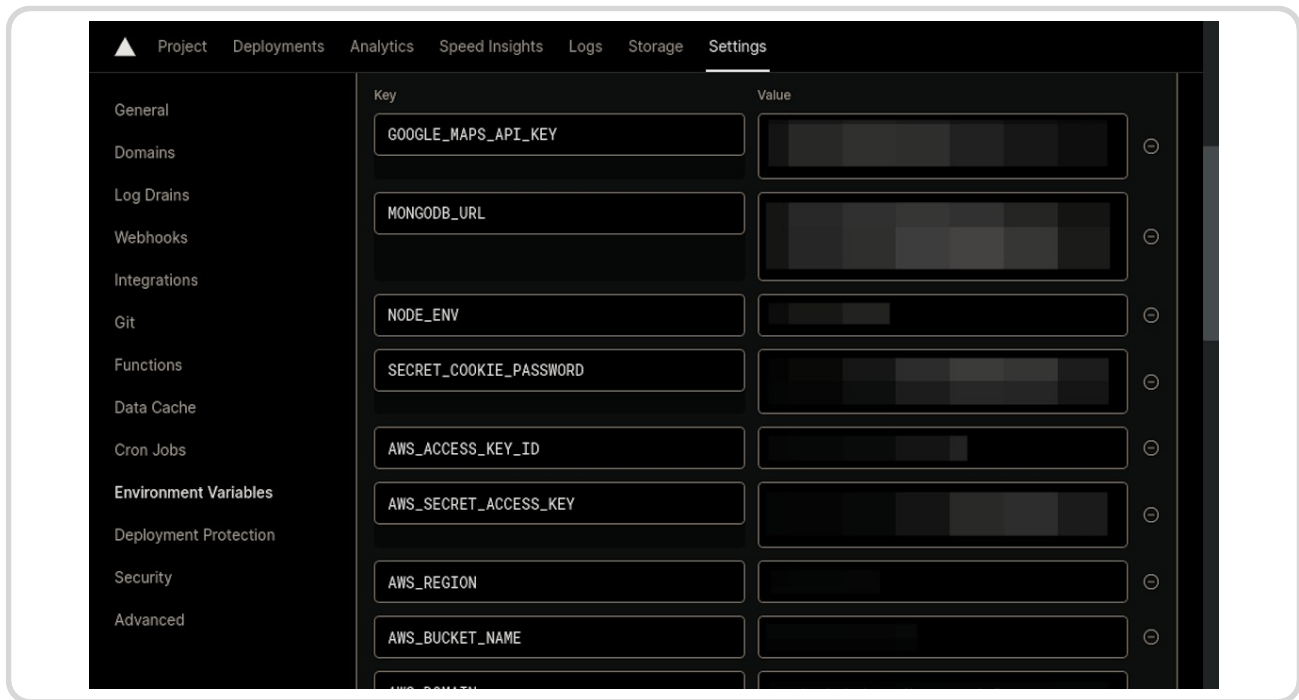 Project Deployments Analytics Speed Insights Logs Storage Settings
General
Domains
Log Drains
Webhooks
Integrations
Git
Functions
Data Cache
Cron Jobs
Environment Variables
Deployment Protection
Security
Advanced
Key Value
GOOGLE_MAPS_API_KEY
MONGODB_URL
NODE_ENV
SECRET_COOKIE_PASSWORD
AWS_ACCESS_KEY_ID
AWS_SECRET_ACCESS_KEY
AWS_REGION
AWS_BUCKET_NAME
AWS_DOMAIN